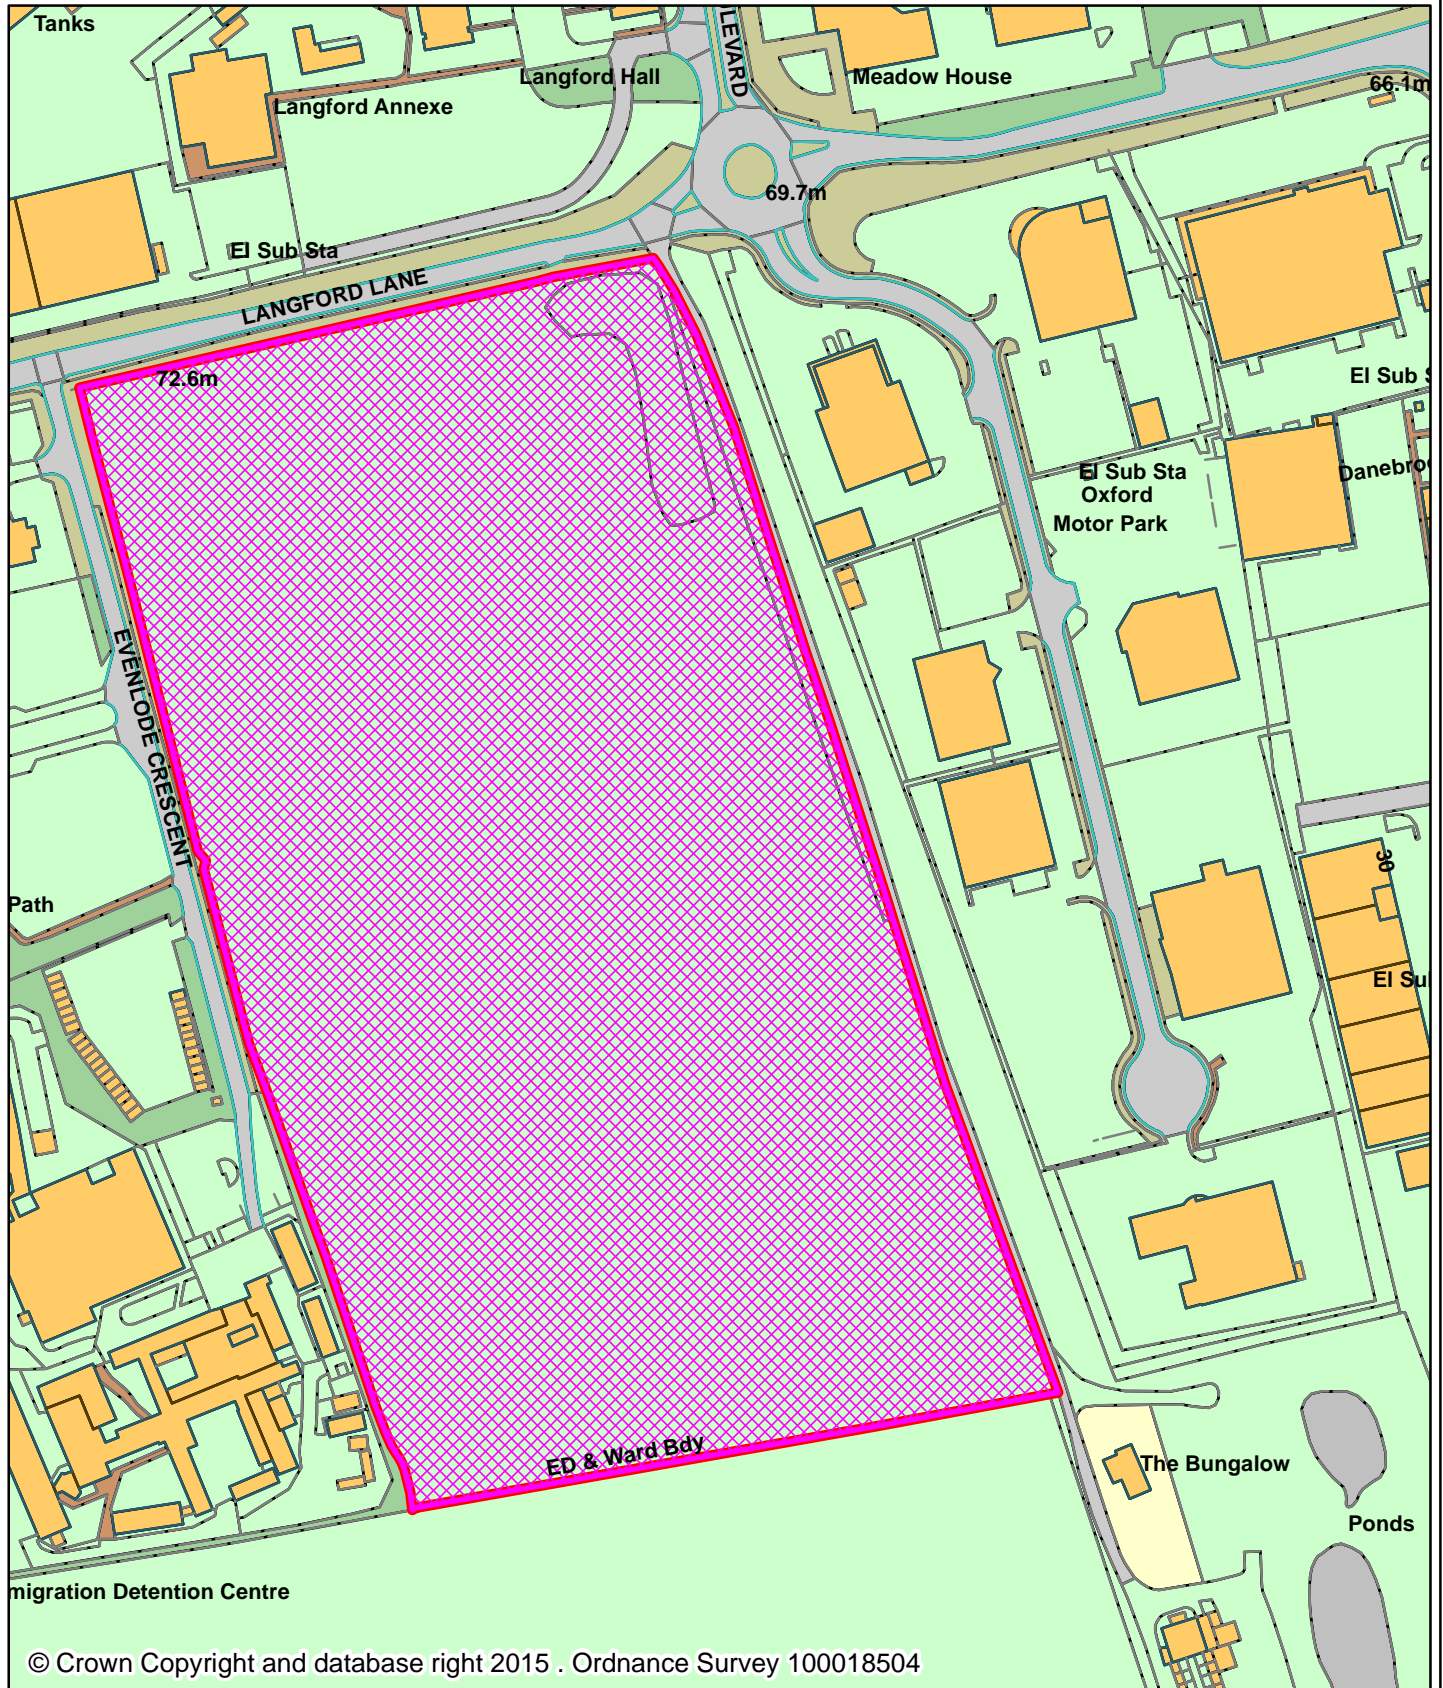 Tanks
Langford Hall
Meadow House
66.1m
Langford Annexe
69.7m
El Sub Sta
LANGFORD LANE
72.6m
El Sub
El Sub Sta
Oxford
Motor Park
EVENLODE CRESCENT
30
Path
El Su
ED & Ward Bdy
The Bungalow
Ponds
migration Detention Centre
© Crown Copyright and database right 2015 . Ordnance Survey 100018504